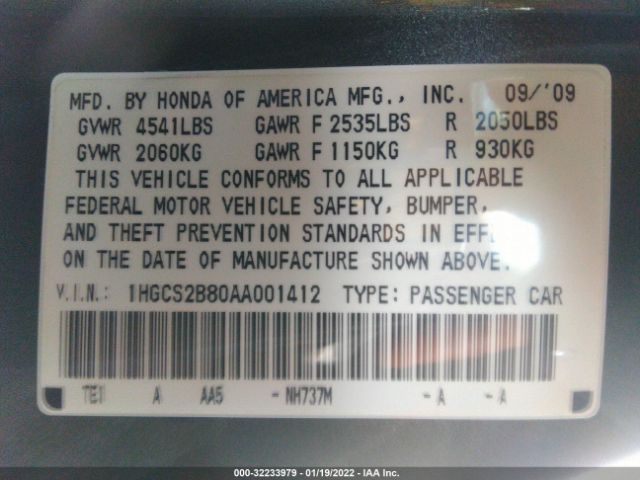 MFD. BY HONDA OF AMERICA MFG., INC. 09/'09
GVWR 4541LBS GAWR F 2535LBS R 2050LBS
GVWR 2060KG GAWR F 1150KG R 930KG
THIS VEHICLE CONFORMS TO ALL APPLICABLE
FEDERAL MOTOR VEHICLE SAFETY, BUMPER,
AND THEFT PREVENTION STANDARDS IN
ON THE DATE OF MANUFACTURE SHOWN ABOVE.
V.I.N.: 1HGCS2B80AA001412 TYPE: PASSENGER CAR
TE1 A AA5 - NH737M - A - A
000-32233979 - 01/19/2022 - IAA Inc.